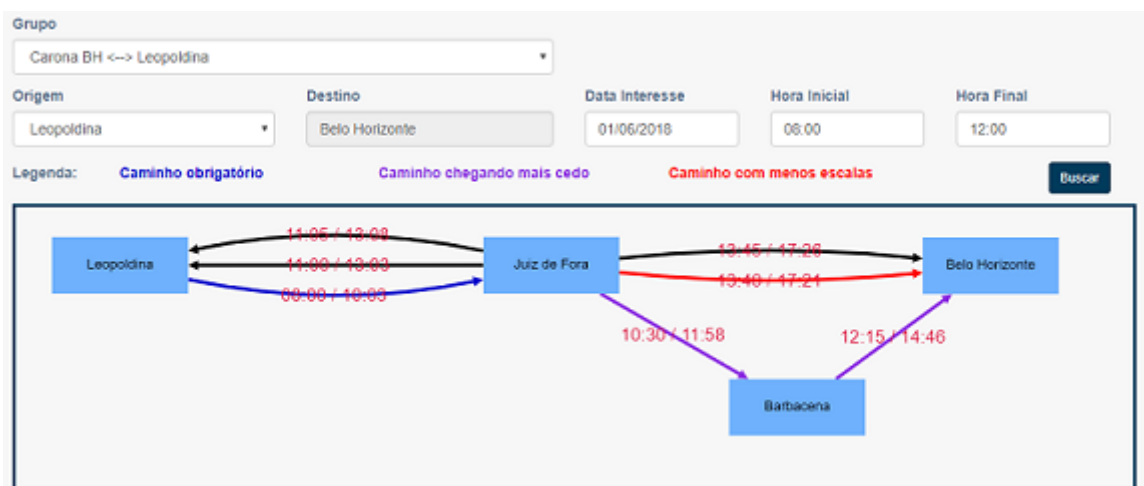 Grupo
Carona BH <--> Leopoldina
Origem Destino Data Interesse Hora Inicial Hora Final
Leopoldina Belo Horizonte 01/06/2018 08:00 12:00
Legenda: Caminho obrigatório Caminho chegando mais cedo Caminho com menos escalas Buscar
11:05 / 13:08 13:45 / 17:26
Leopoldina 11:00 / 13:03 Juiz de Fora Belo Horizonte
13:40 / 17:21
08:00 / 10:03
10:30 / 11:58 12:15 / 14:46
Barbacena